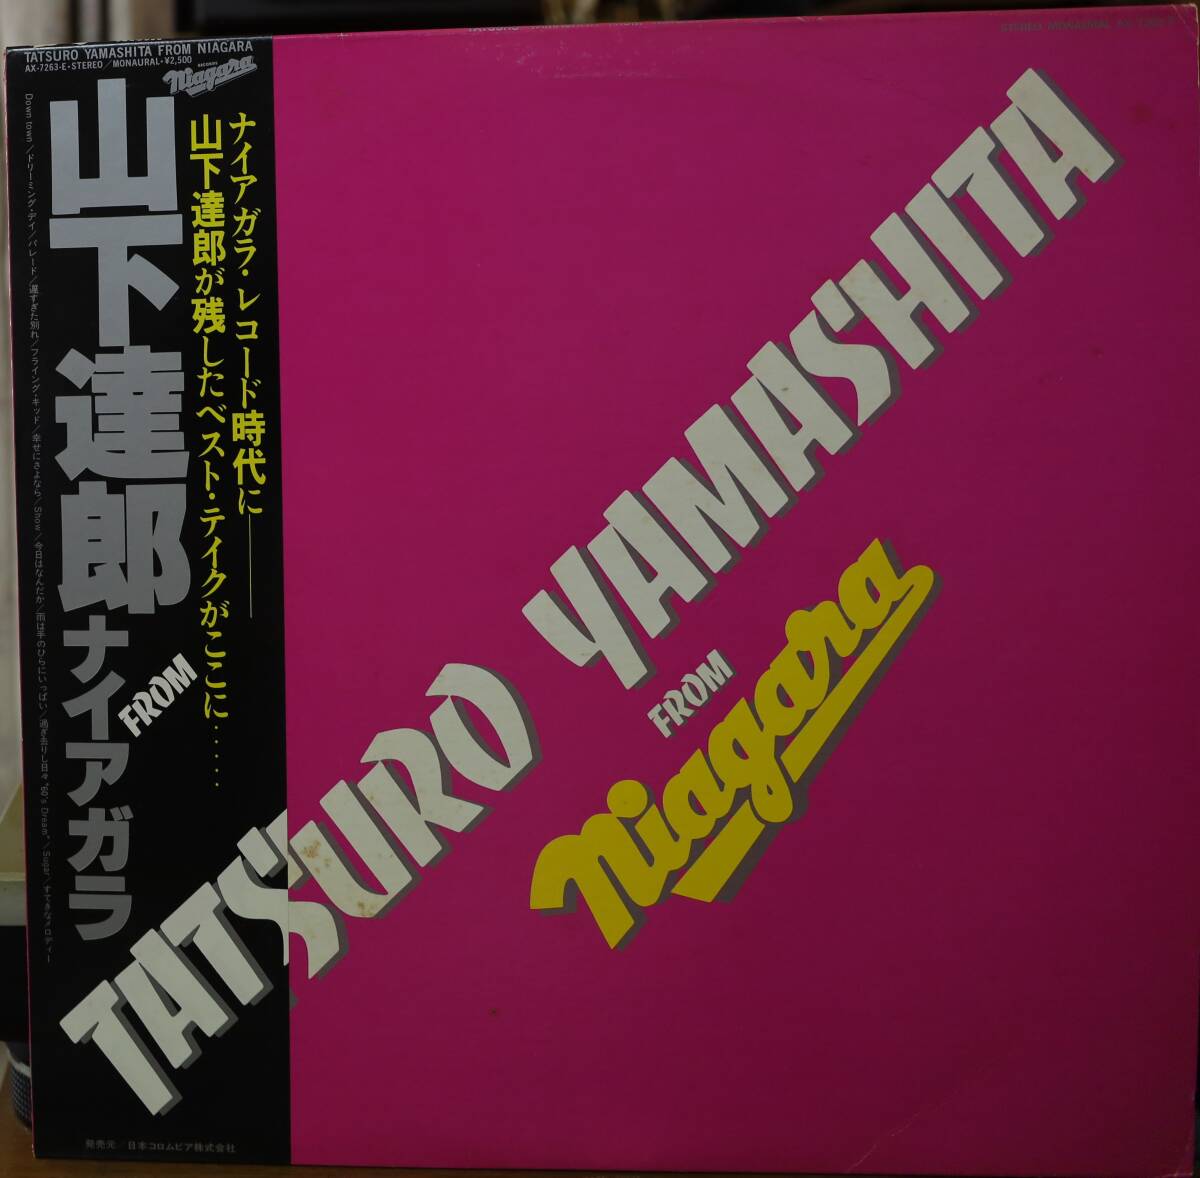 TATSURO YAMASHITA FROM NIAGARA
AX-7263-E・STEREO／MONAURAL・¥2,500
RECORDS
Niagara
山下達郎
FROM
ナイアガラ
ナイアガラ・レコード時代に——
山下達郎が残したベスト・テイクがここに……
Down town／ドリーミング・デイ／パレード／遅すぎた別れ／フライング・キッド／幸せにさよなら／Show／今日はなんだか／雨は手のひらにいっぱい／過ぎ去りし日々"60's Dream"／Sugar／すてきなメロディー
発売元／日本コロムビア株式会社
STEREO MONAURAL AX-7263-E
TATSURO YAMASHITA
FROM
Niagara